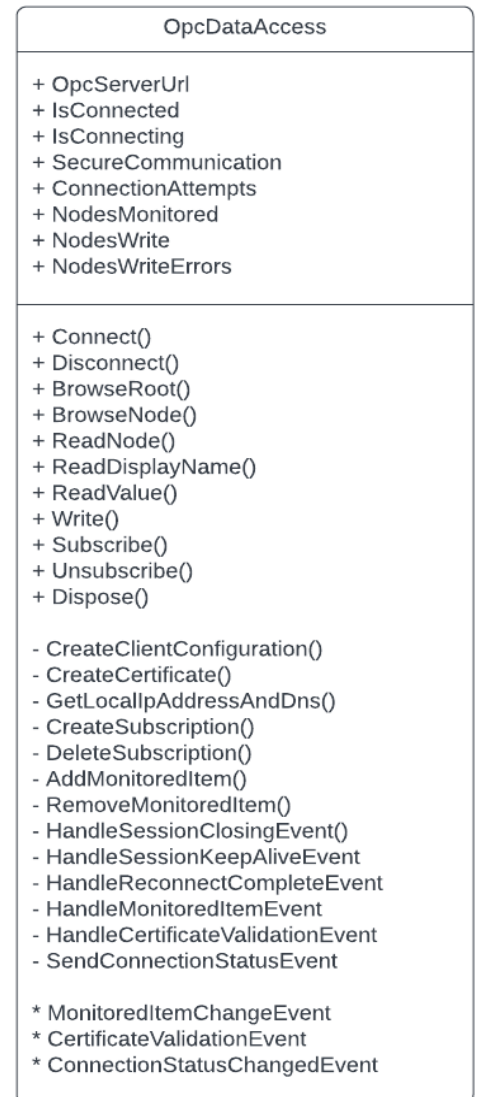 OpcDataAccess
+ OpcServerUrl
+ IsConnected
+ IsConnecting
+ SecureCommunication
+ ConnectionAttempts
+ NodesMonitored
+ NodesWrite
+ NodesWriteErrors
+ Connect()
+ Disconnect()
+ BrowseRoot()
+ BrowseNode()
+ ReadNode()
+ ReadDisplayName()
+ ReadValue()
+ Write()
+ Subscribe()
+ Unsubscribe()
+ Dispose()
- CreateClientConfiguration()
- CreateCertificate()
- GetLocalIpAddressAndDns()
- CreateSubscription()
- DeleteSubscription()
- AddMonitoredItem()
- RemoveMonitoredItem()
- HandleSessionClosingEvent()
- HandleSessionKeepAliveEvent
- HandleReconnectCompleteEvent
- HandleMonitoredItemEvent
- HandleCertificateValidationEvent
- SendConnectionStatusEvent
* MonitoredItemChangeEvent
* CertificateValidationEvent
* ConnectionStatusChangedEvent